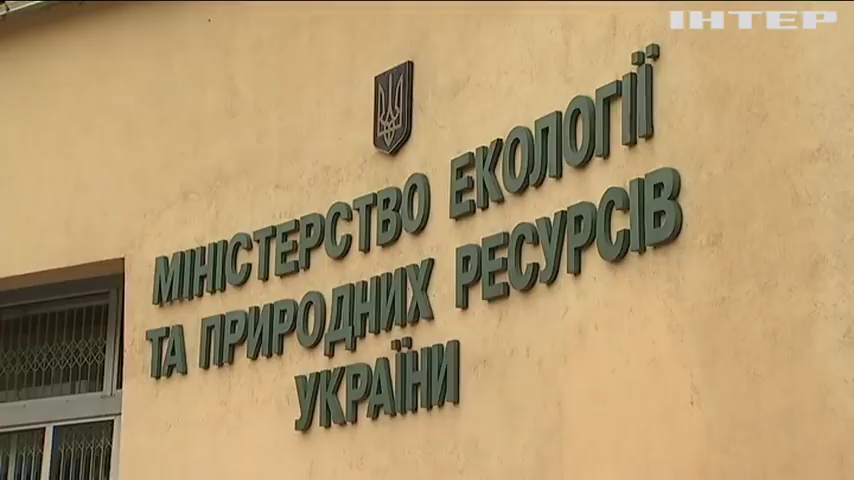 ІНТЕР
МІНІСТЕРСТВО ЕКОЛОГІЇ
ТА ПРИРОДНИХ РЕСУРСІВ
УКРАЇНИ